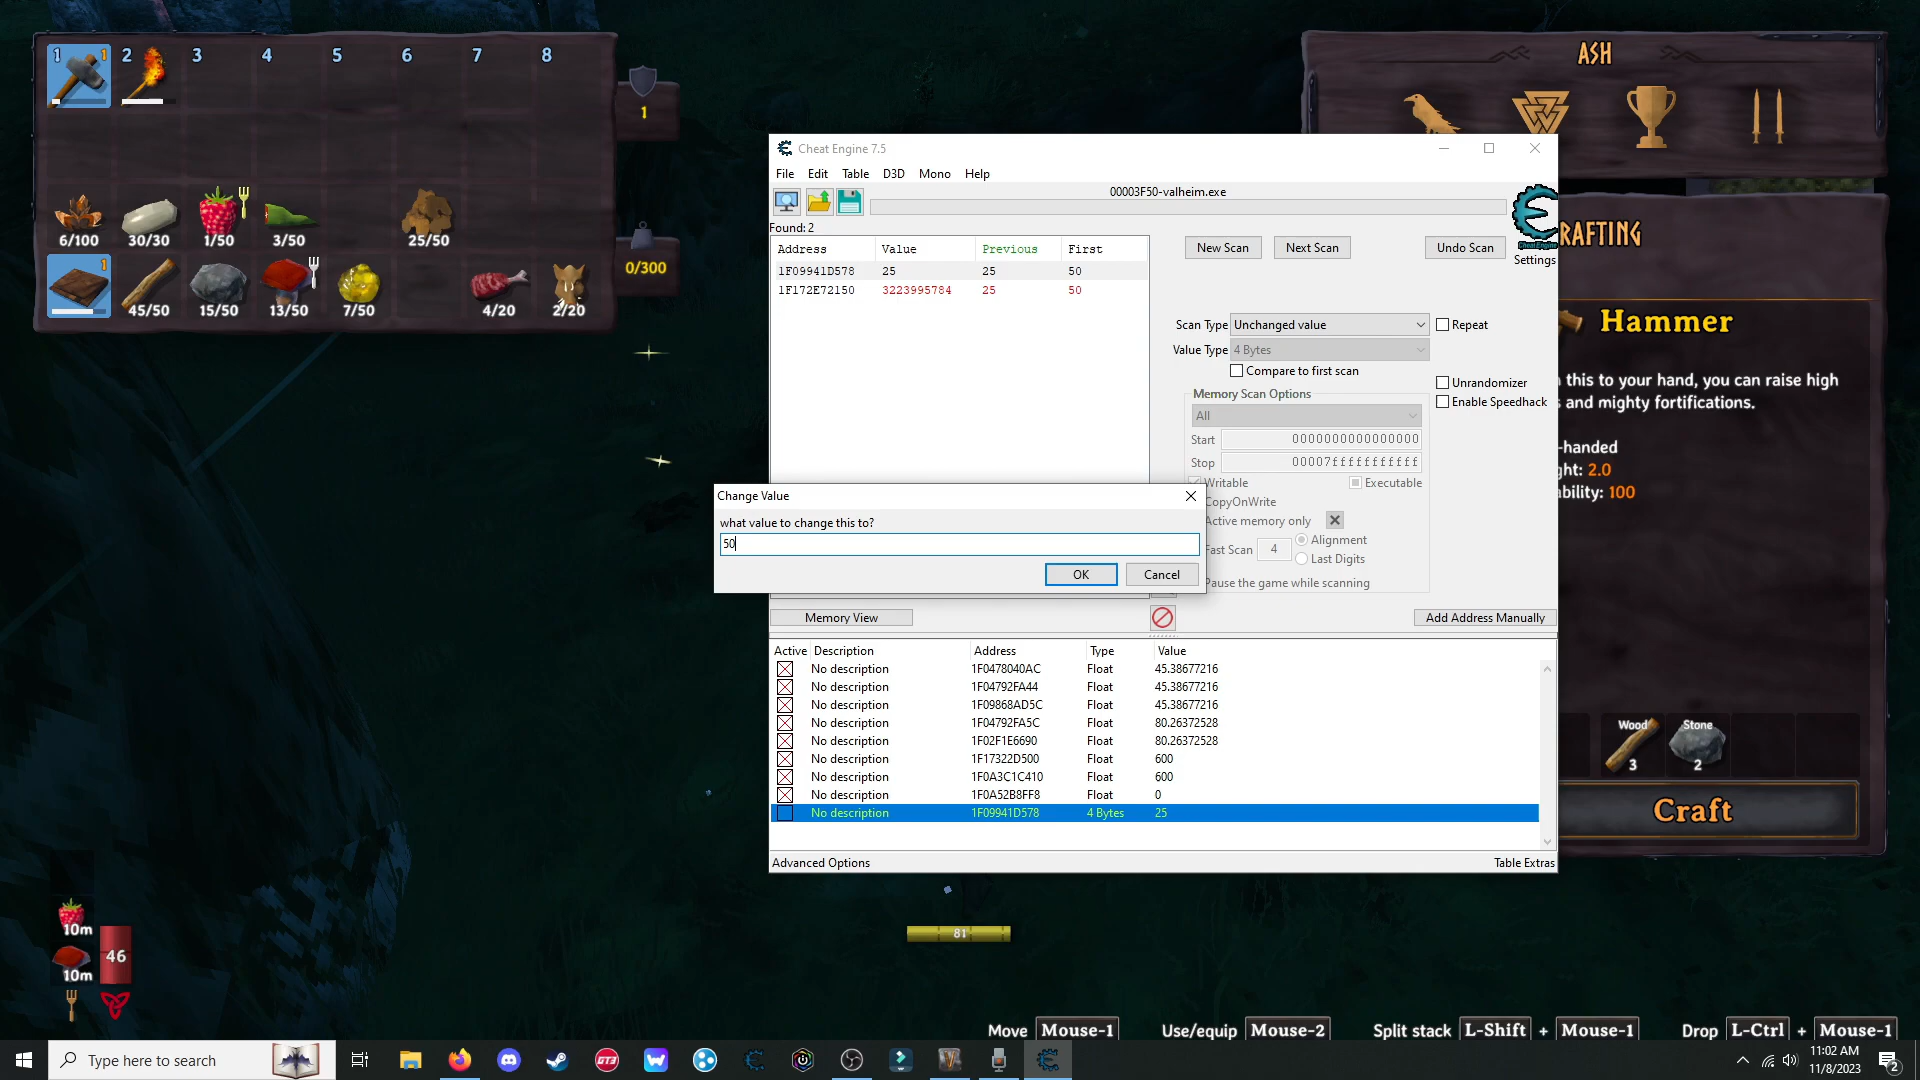 1 1 2 3 4 5 6 7 8
1
6/100 30/30 1/50 3/50 25/50
1
45/50 15/50 13/50 7/50 4/20 2/20
0/300
ASH
Cheat Engine 7.5
File Edit Table D3D Mono Help
00003F50-valheim.exe
Found: 2
Address Value Previous First
1F09941D578 25 25 50
1F172E72150 3223995784 25 50
New Scan Next Scan Undo Scan
Cheat Engine
Settings
Scan Type Unchanged value Repeat
Value Type 4 Bytes
Compare to first scan
Memory Scan Options
All
Start 0000000000000000
Stop 00007fffffffffff
Writable Executable
CopyOnWrite
Active memory only
Fast Scan 4 Alignment
Last Digits
Pause the game while scanning
Unrandomizer
Enable Speedhack
Change Value
what value to change this to?
50
OK Cancel
Memory View Add Address Manually
Active Description Address Type Value
No description 1F0478040AC Float 45.38677216
No description 1F04792FA44 Float 45.38677216
No description 1F09868AD5C Float 45.38677216
No description 1F04792FA5C Float 80.26372528
No description 1F02F1E6690 Float 80.26372528
No description 1F17322D500 Float 600
No description 1F0A3C1C410 Float 600
No description 1F0A52B8FF8 Float 0
No description 1F09941D578 4 Bytes 25
Advanced Options Table Extras
RAFTING
Hammer
this to your hand, you can raise high
and mighty fortifications.
-handed
ght: 2.0
ability: 100
Wood Stone
3 2
Craft
10m
46
10m
81
Move Mouse-1 Use/equip Mouse-2 Split stack L-Shift + Mouse-1 Drop L-Ctrl + Mouse-1
Type here to search
GT3
11:02 AM
11/8/2023
2